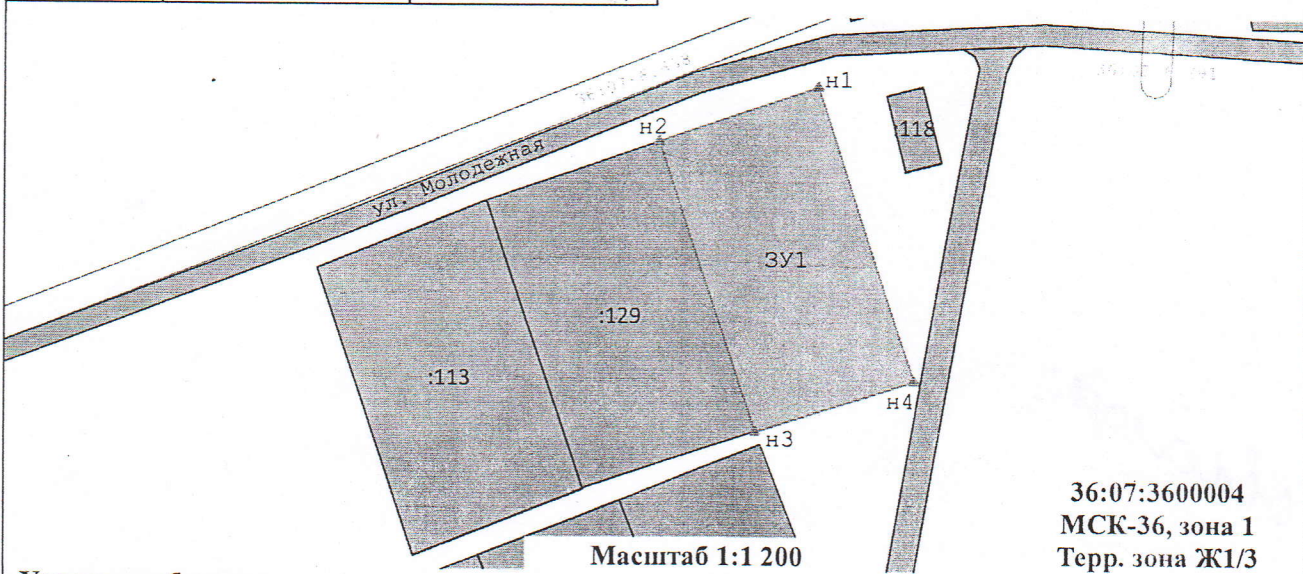 н1
н2
:118
ул. Молодежная
ЗУ1
:129
:113
н4
н3
36:07:3600004
МСК-36, зона 1
Масштаб 1:1 200
Терр. зона Ж1/3